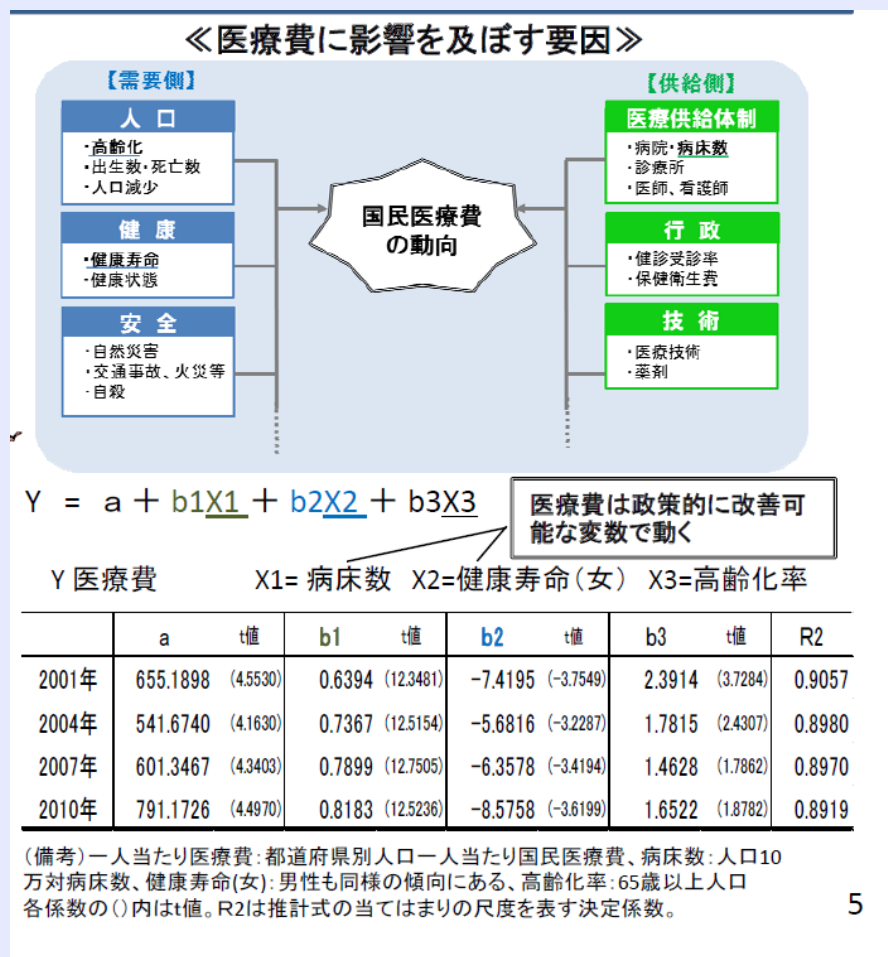 ≪医療費に影響を及ぼす要因≫
【需要側】
人 口
・高齢化
・出生数・死亡数
・人口減少
健 康
・健康寿命
・健康状態
安 全
・自然災害
・交通事故、火災等
・自殺
国民医療費
の動向
【供給側】
医療供給体制
・病院・病床数
・診療所
・医師、看護師
行 政
・健診受診率
・保健衛生費
技 術
・医療技術
・薬剤
Y = a + b1X1 + b2X2 + b3X3
医療費は政策的に改善可
能な変数で動く
Y 医療費 X1= 病床数 X2=健康寿命(女) X3=高齢化率
a t値 b1 t値 b2 t値 b3 t値 R2
2001年 655.1898 (4.5530) 0.6394 (12.3481) -7.4195 (-3.7549) 2.3914 (3.7284) 0.9057
2004年 541.6740 (4.1630) 0.7367 (12.5154) -5.6816 (-3.2287) 1.7815 (2.4307) 0.8980
2007年 601.3467 (4.3403) 0.7899 (12.7505) -6.3578 (-3.4194) 1.4628 (1.7862) 0.8970
2010年 791.1726 (4.4970) 0.8183 (12.5236) -8.5758 (-3.6199) 1.6522 (1.8782) 0.8919
(備考)一人当たり医療費:都道府県別人口一人当たり国民医療費、病床数:人口10
万対病床数、健康寿命(女):男性も同様の傾向にある、高齢化率:65歳以上人口
各係数の()内はt値。R2は推計式の当てはまりの尺度を表す決定係数。
5